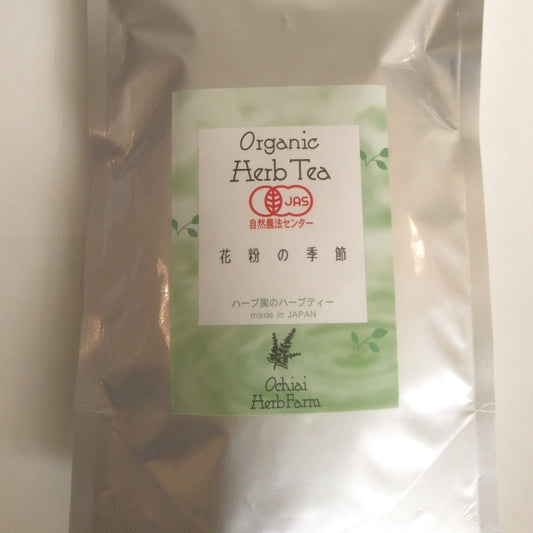 Organic
Herb Tea
JAS
自然農法センター
花粉の季節
ハーブ園のハーブティー
made in JAPAN
Ochiai
HerbFarm